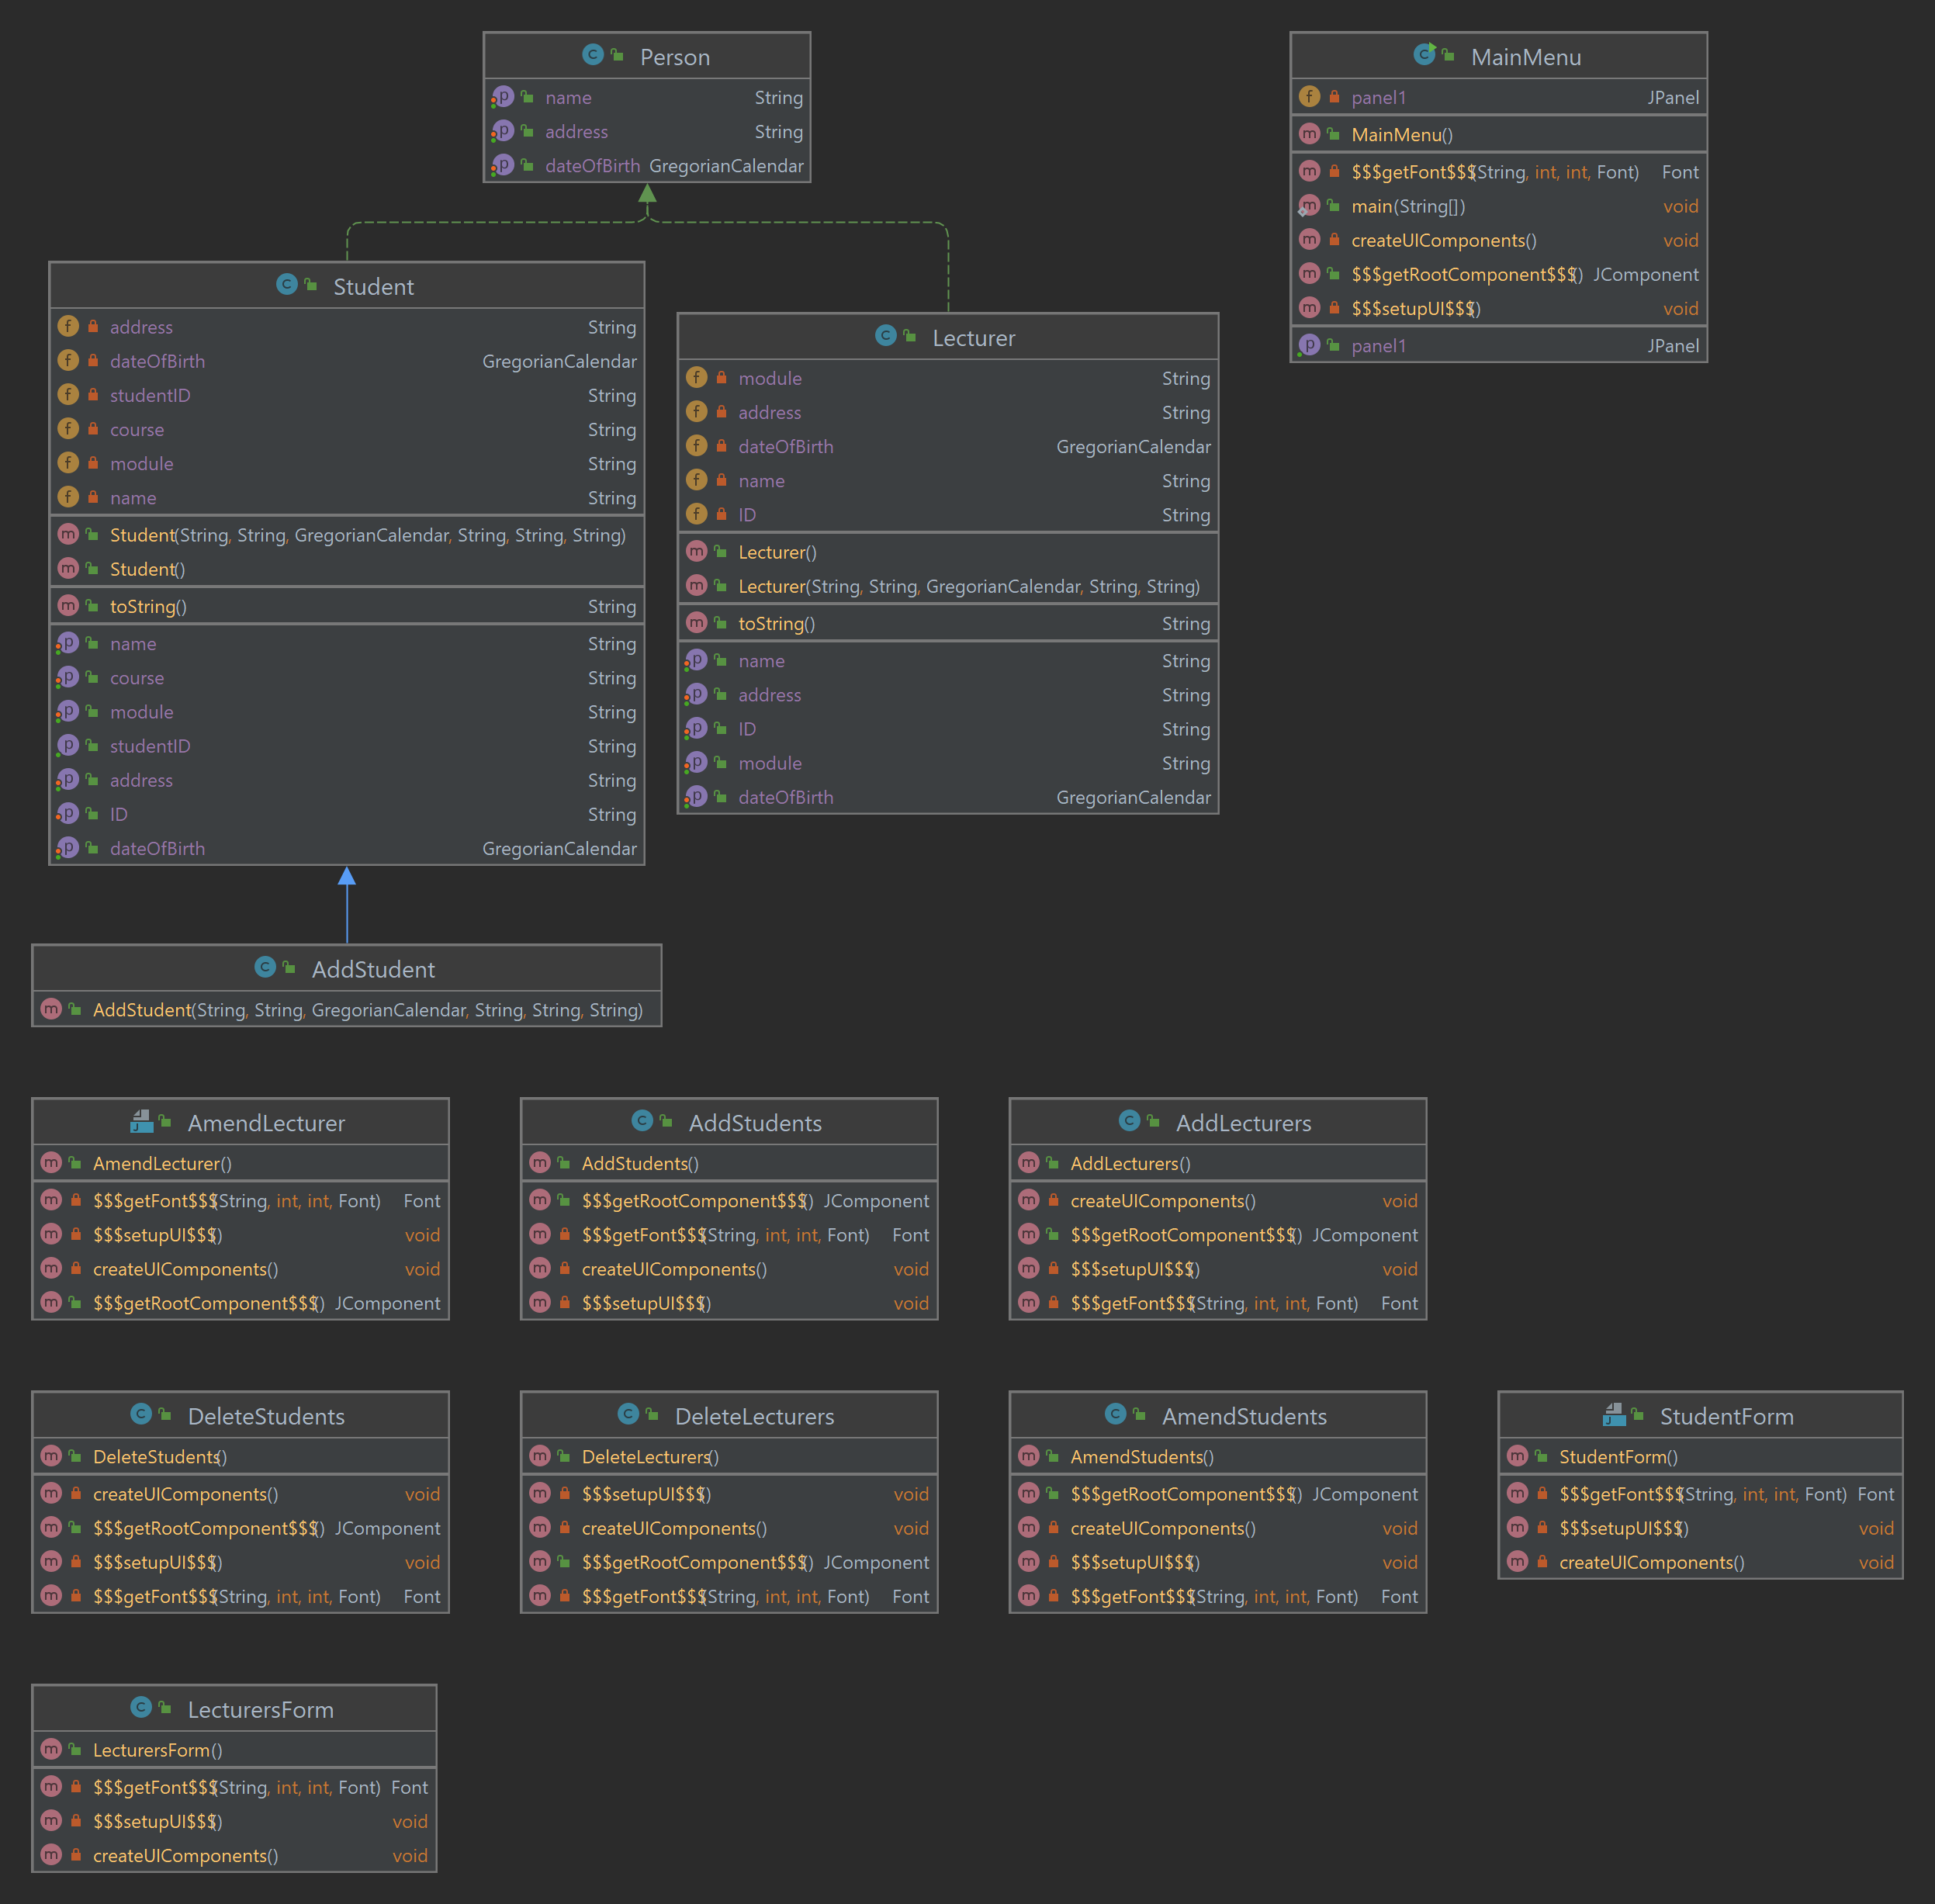 Person
name String
address String
dateOfBirth GregorianCalendar
MainMenu
panel1 JPanel
MainMenu()
$$$getFont$$$(String, int, int, Font) Font
main(String[]) void
createUIComponents() void
$$$getRootComponent$$$() JComponent
$$$setupUI$$$() void
panel1 JPanel
Student
address String
dateOfBirth GregorianCalendar
studentID String
course String
module String
name String
Student(String, String, GregorianCalendar, String, String, String)
Student()
toString() String
name String
course String
module String
studentID String
address String
ID String
dateOfBirth GregorianCalendar
Lecturer
module String
address String
dateOfBirth GregorianCalendar
name String
ID String
Lecturer()
Lecturer(String, String, GregorianCalendar, String, String)
toString() String
name String
address String
ID String
module String
dateOfBirth GregorianCalendar
AddStudent
AddStudent(String, String, GregorianCalendar, String, String, String)
AmendLecturer
AmendLecturer()
$$$getFont$$$(String, int, int, Font) Font
$$$setupUI$$$() void
createUIComponents() void
$$$getRootComponent$$$() JComponent
AddStudents
AddStudents()
$$$getRootComponent$$$() JComponent
$$$getFont$$$(String, int, int, Font) Font
createUIComponents() void
$$$setupUI$$$() void
AddLecturers
AddLecturers()
createUIComponents() void
$$$getRootComponent$$$() JComponent
$$$setupUI$$$() void
$$$getFont$$$(String, int, int, Font) Font
DeleteStudents
DeleteStudents()
createUIComponents() void
$$$getRootComponent$$$() JComponent
$$$setupUI$$$() void
$$$getFont$$$(String, int, int, Font) Font
DeleteLecturers
DeleteLecturers()
$$$setupUI$$$() void
createUIComponents() void
$$$getRootComponent$$$() JComponent
$$$getFont$$$(String, int, int, Font) Font
AmendStudents
AmendStudents()
$$$getRootComponent$$$() JComponent
createUIComponents() void
$$$setupUI$$$() void
$$$getFont$$$(String, int, int, Font) Font
StudentForm
StudentForm()
$$$getFont$$$(String, int, int, Font) Font
$$$setupUI$$$() void
createUIComponents() void
LecturersForm
LecturersForm()
$$$getFont$$$(String, int, int, Font) Font
$$$setupUI$$$() void
createUIComponents() void